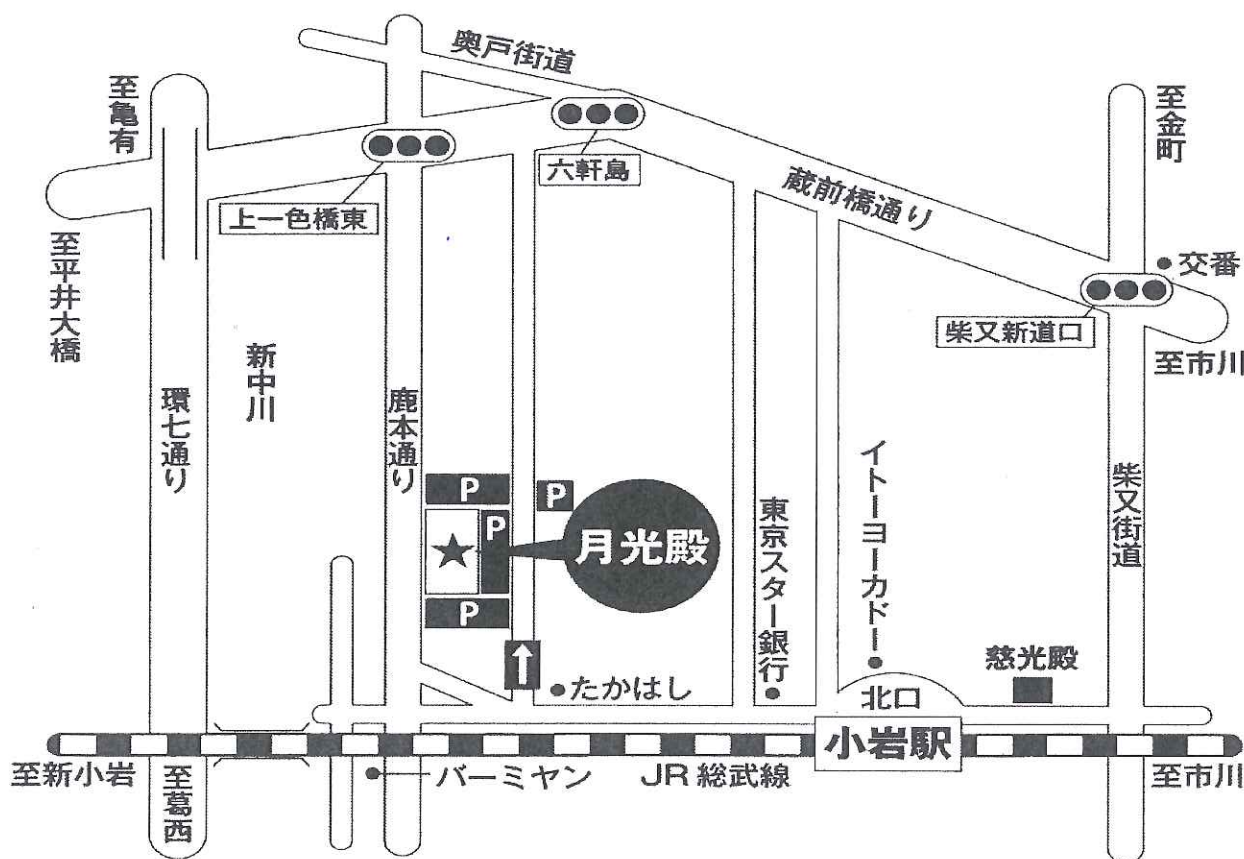 奥戸街道
至亀有
至金町
六軒島
上一色橋東
蔵前橋通り
交番
至平井大橋
柴又新道口
至市川
新中川
環七通り
鹿本通り
P
P
P
月光殿
P
東京スター銀行
イトーヨーカドー
柴又街道
慈光殿
たかはし
北口
小岩駅
至新小岩
至葛西
バーミヤン
JR総武線
至市川